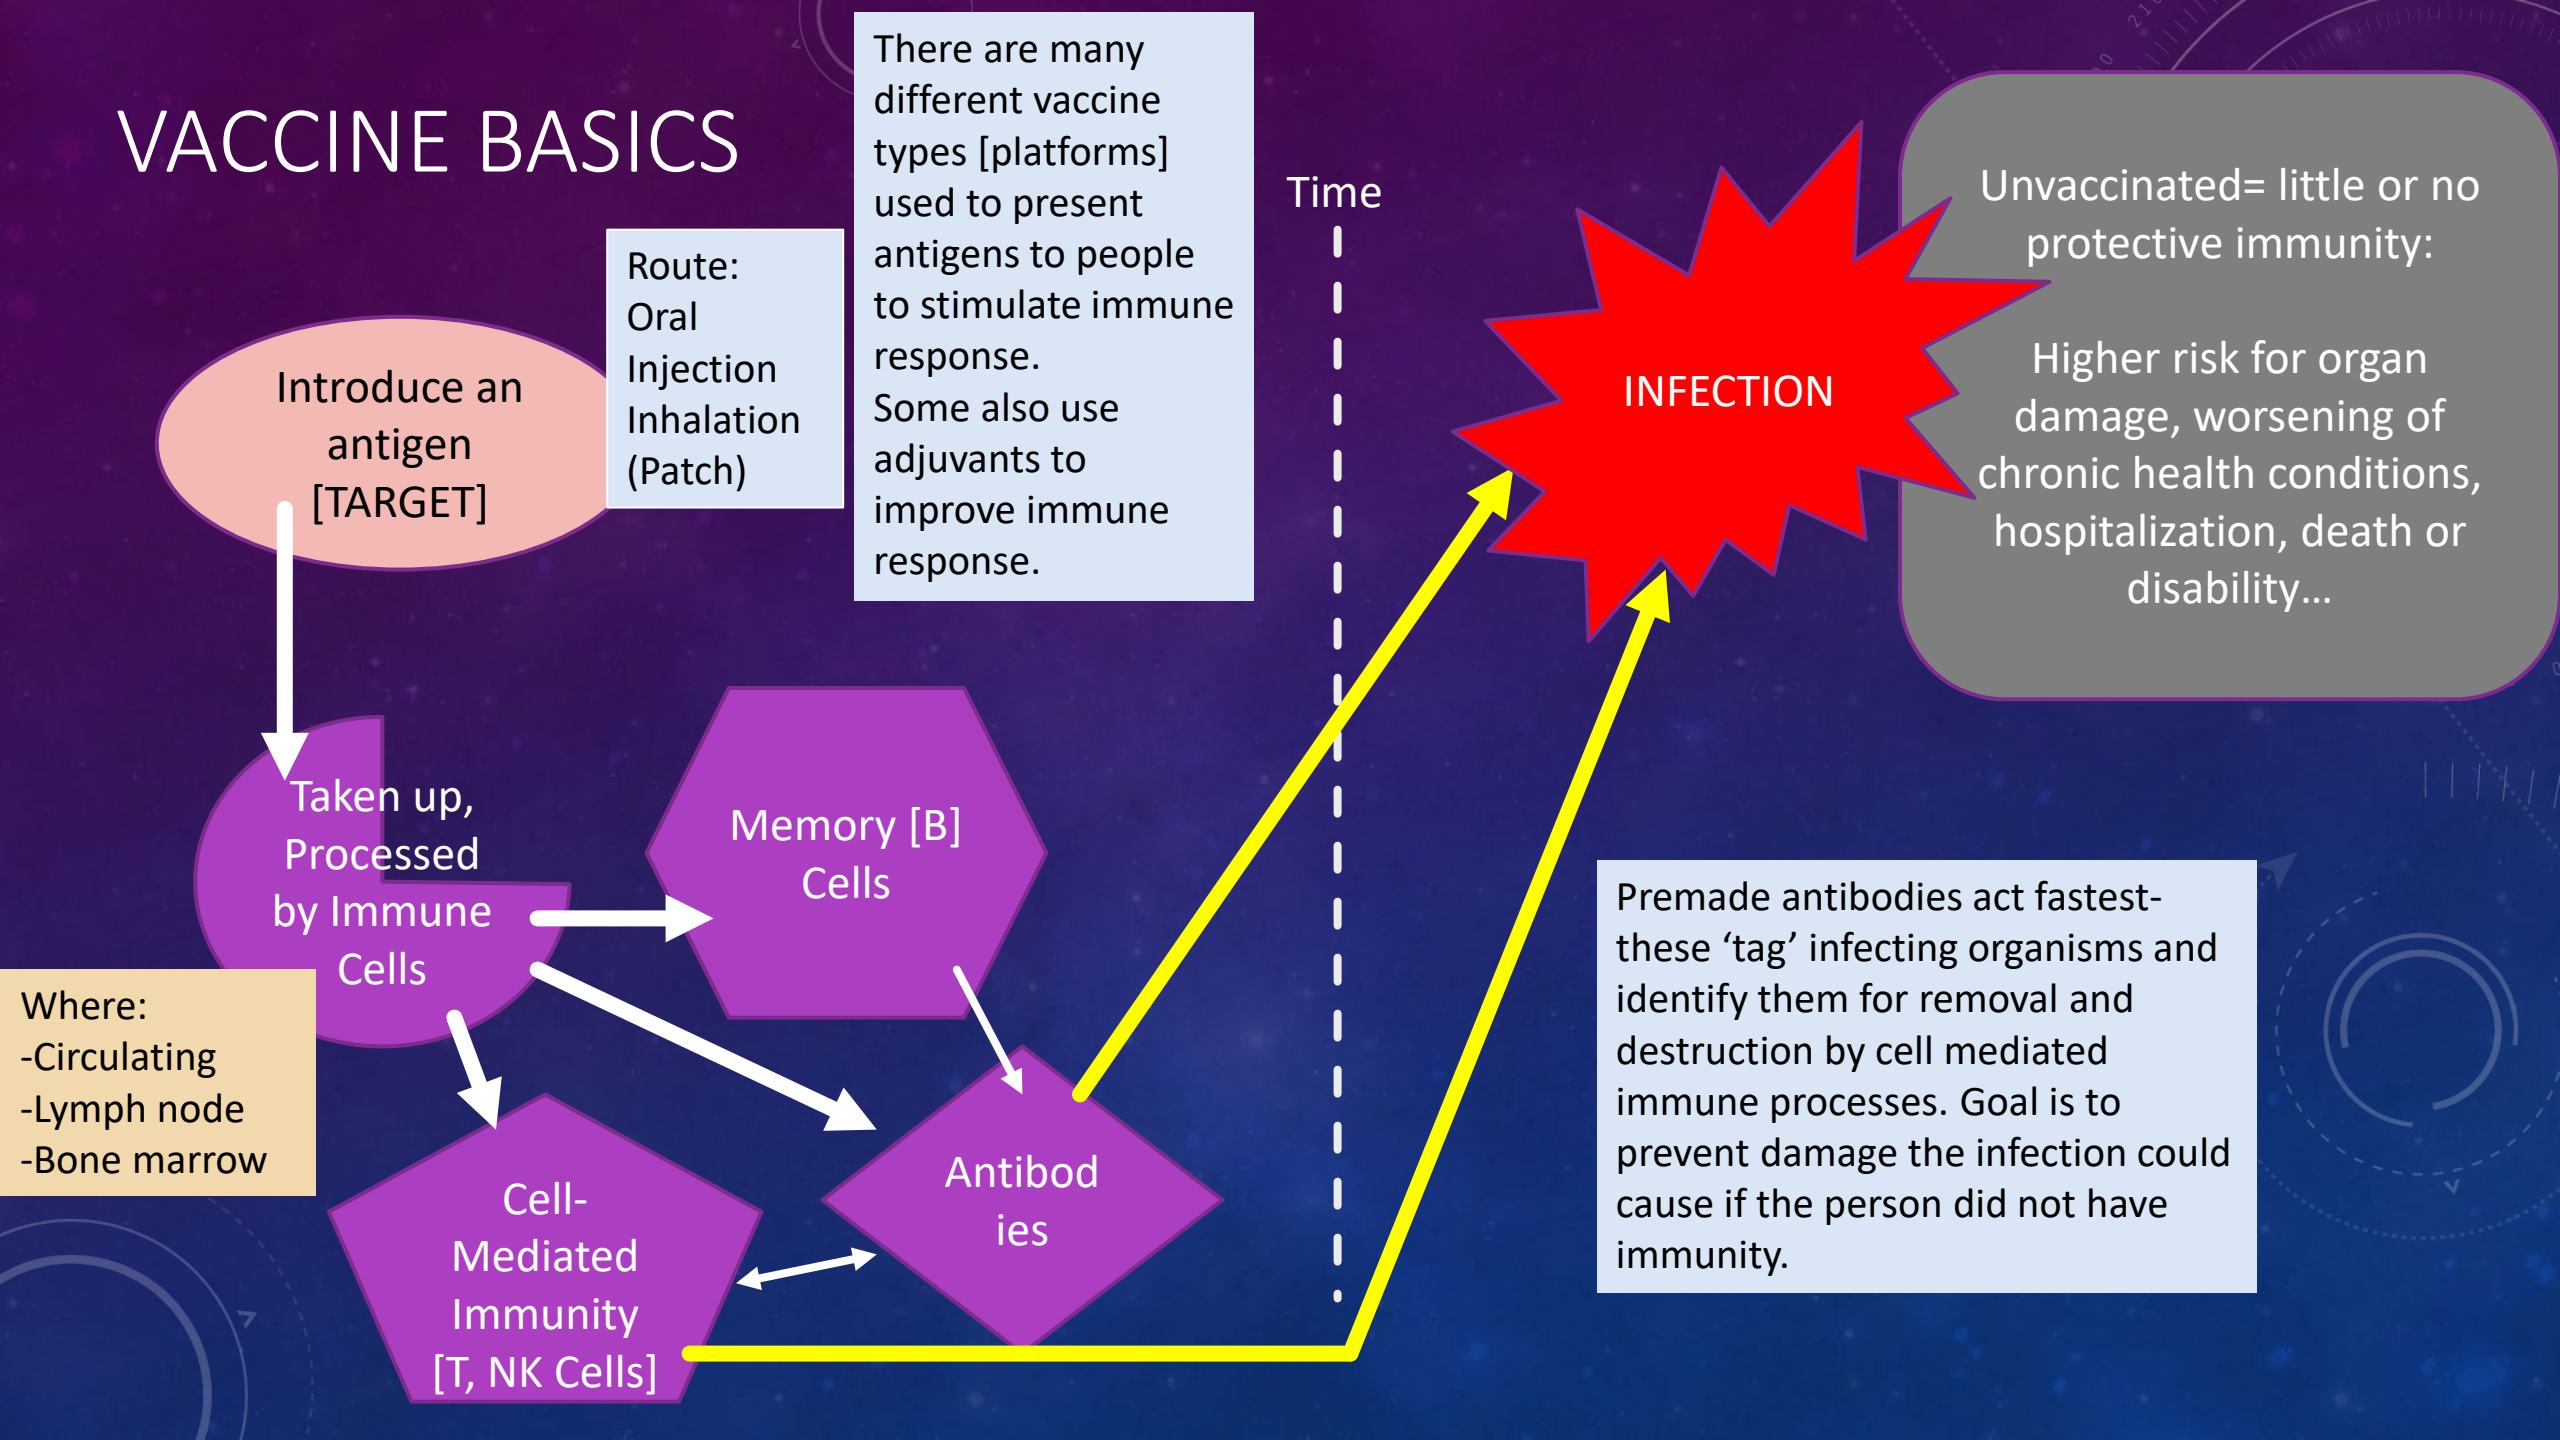 VACCINE BASICS
There are many
different vaccine
types [platforms]
used to present
antigens to people
to stimulate immune
response.
Some also use
adjuvants to
improve immune
response.
Route:
Oral
Injection
Inhalation
(Patch)
Introduce an
antigen
[TARGET]
Time
INFECTION
Unvaccinated= little or no
protective immunity:
Higher risk for organ
damage, worsening of
chronic health conditions,
hospitalization, death or
disability…
Taken up,
Processed
by Immune
Cells
Where:
-Circulating
-Lymph node
-Bone marrow
Memory [B]
Cells
Cell-
Mediated
Immunity
[T, NK Cells]
Antibod
ies
Premade antibodies act fastest-
these ‘tag’ infecting organisms and
identify them for removal and
destruction by cell mediated
immune processes. Goal is to
prevent damage the infection could
cause if the person did not have
immunity.